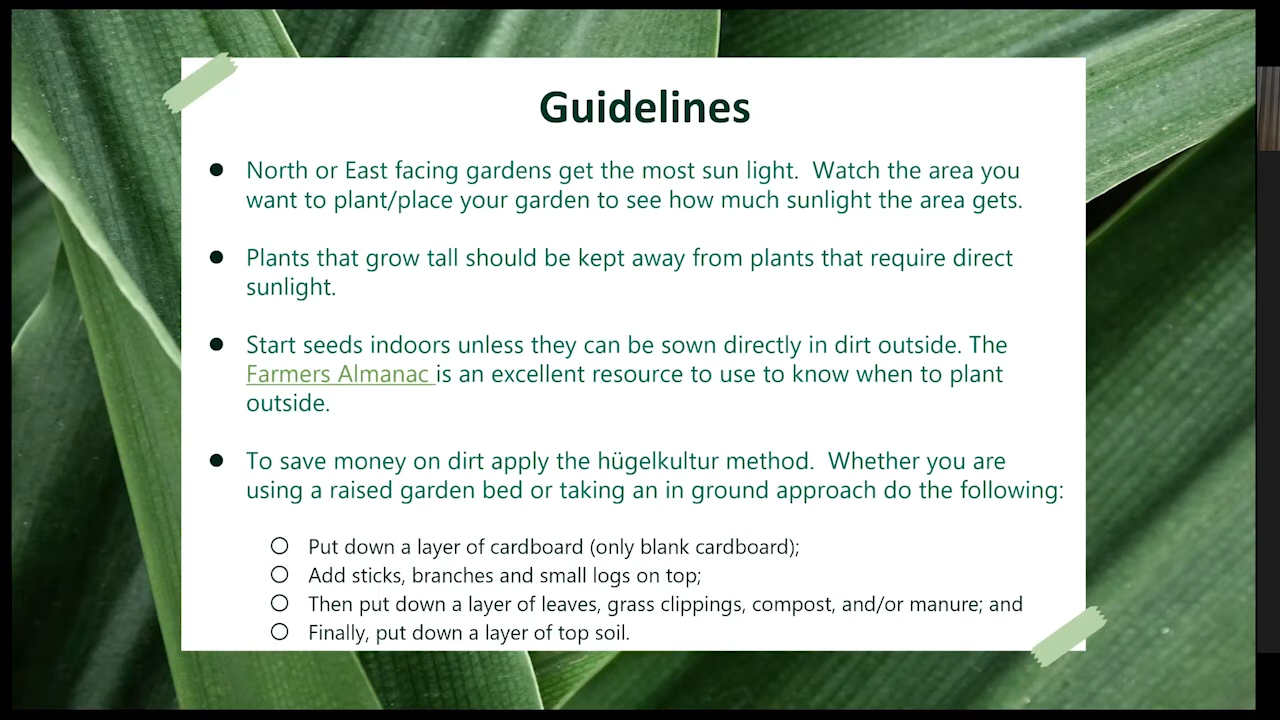 Guidelines
● North or East facing gardens get the most sun light.  Watch the area you
want to plant/place your garden to see how much sunlight the area gets.
● Plants that grow tall should be kept away from plants that require direct
sunlight.
● Start seeds indoors unless they can be sown directly in dirt outside. The
Farmers Almanac is an excellent resource to use to know when to plant
outside.
● To save money on dirt apply the hügelkultur method.  Whether you are
using a raised garden bed or taking an in ground approach do the following:
○ Put down a layer of cardboard (only blank cardboard);
○ Add sticks, branches and small logs on top;
○ Then put down a layer of leaves, grass clippings, compost, and/or manure; and
○ Finally, put down a layer of top soil.